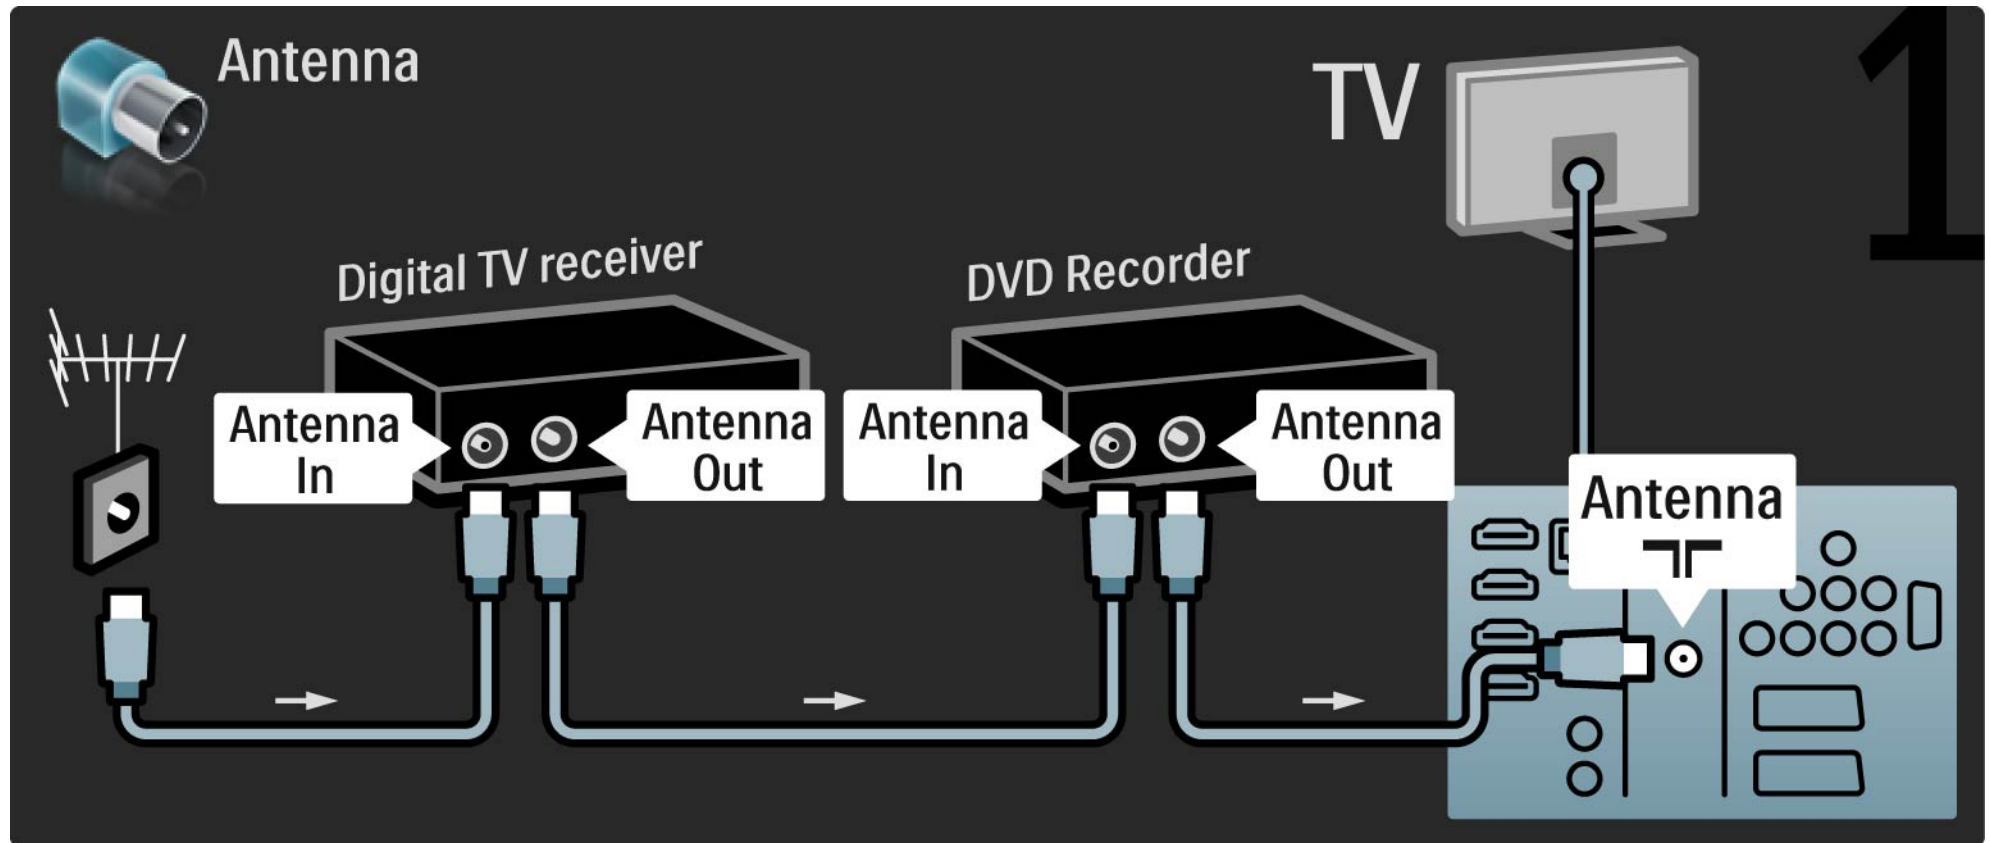 Antenna
TV
1
Digital TV receiver
DVD Recorder
Antenna
In
Antenna
Out
Antenna
In
Antenna
Out
Antenna